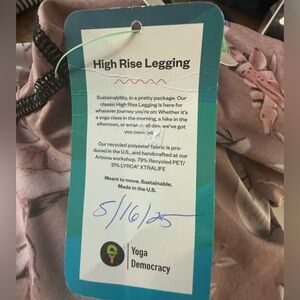 High Rise Legging
Sustainability, in a pretty package. Our
classic High Rise Legging is here for
whatever journey you're on: Whether it's
a yoga class in the morning, a hike in the
afternoon, or errands all day, we've got
you covered.
Our recycled polyester fabric is pro-
duced in the U.S., and handcrafted at our
Arizona workshop. 79% Recycled PET/
21% LYRCA® XTRALIFE
Meant to move. Sustainable.
Made in the U.S.
5/16/25
Yoga
Democracy